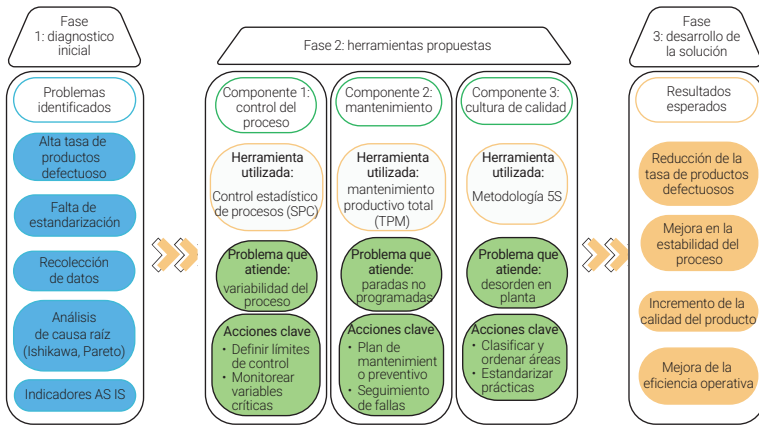 Fase
1: diagnostico
inicial
Problemas
identificados
Alta tasa de
productos
defectuoso
Falta de
estandarización
Recolección
de datos
Análisis
de causa raíz
(Ishikawa, Pareto)
Indicadores AS IS
Fase 2: herramientas propuestas
Componente 1:
control del
proceso
Herramienta
utilizada:
Control estadístico
de procesos (SPC)
Problema que
atiende:
variabilidad del
proceso
Acciones clave
• Definir límites
de control
• Monitorear
variables
críticas
Componente 2:
mantenimiento
Herramienta
utilizada:
mantenimiento
productivo total
(TPM)
Problema que
atiende:
paradas no
programadas
Acciones clave
• Plan de
mantenimient
o preventivo
• Seguimiento
de fallas
Componente 3:
cultura de calidad
Herramienta
utilizada:
Metodología 5S
Problema que
atiende:
desorden en
planta
Acciones clave
• Clasificar y
ordenar áreas
• Estandarizar
prácticas
Fase
3: desarrollo de
la solución
Resultados
esperados
Reducción de la
tasa de productos
defectuosos
Mejora en la
estabilidad del
proceso
Incremento de la
calidad del producto
Mejora de la
eficiencia operativa